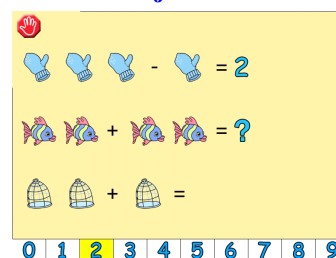 - = 2
+ = ?
+ =
0 1 2 3 4 5 6 7 8 9